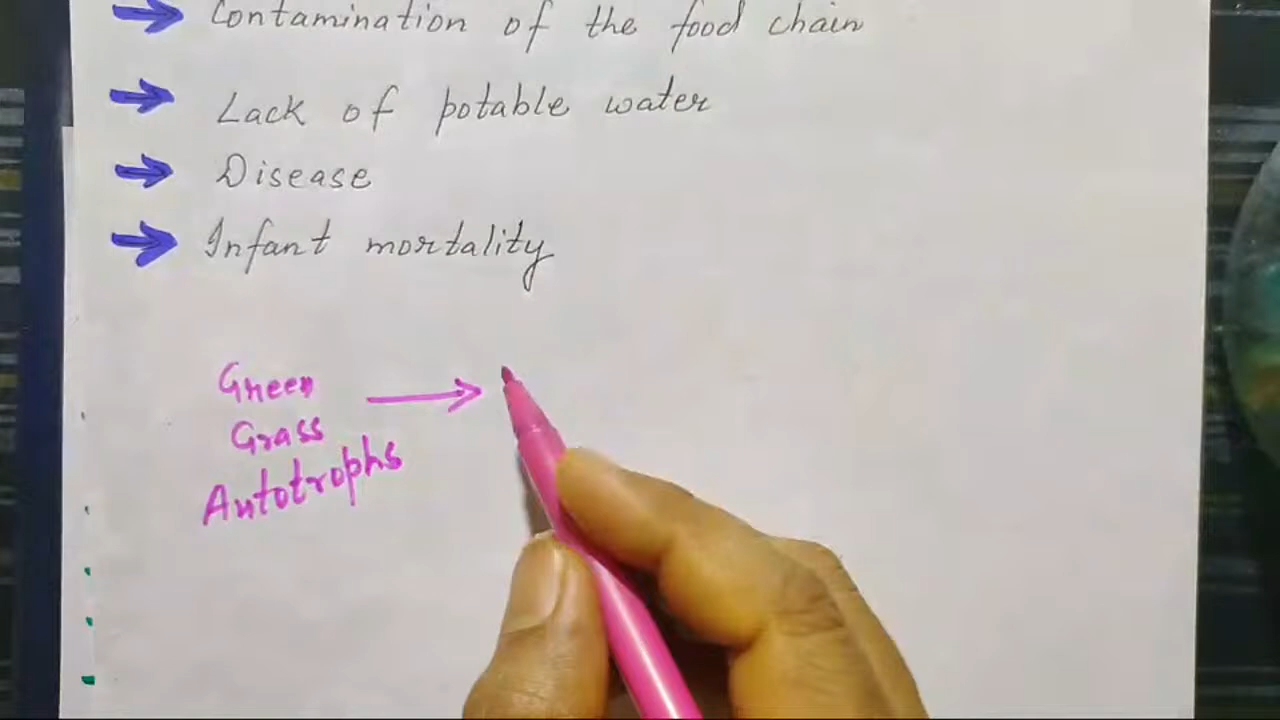 Contamination of the food chain
Lack of potable water
Disease
Infant mortality
Green
Grass
Autotrophs